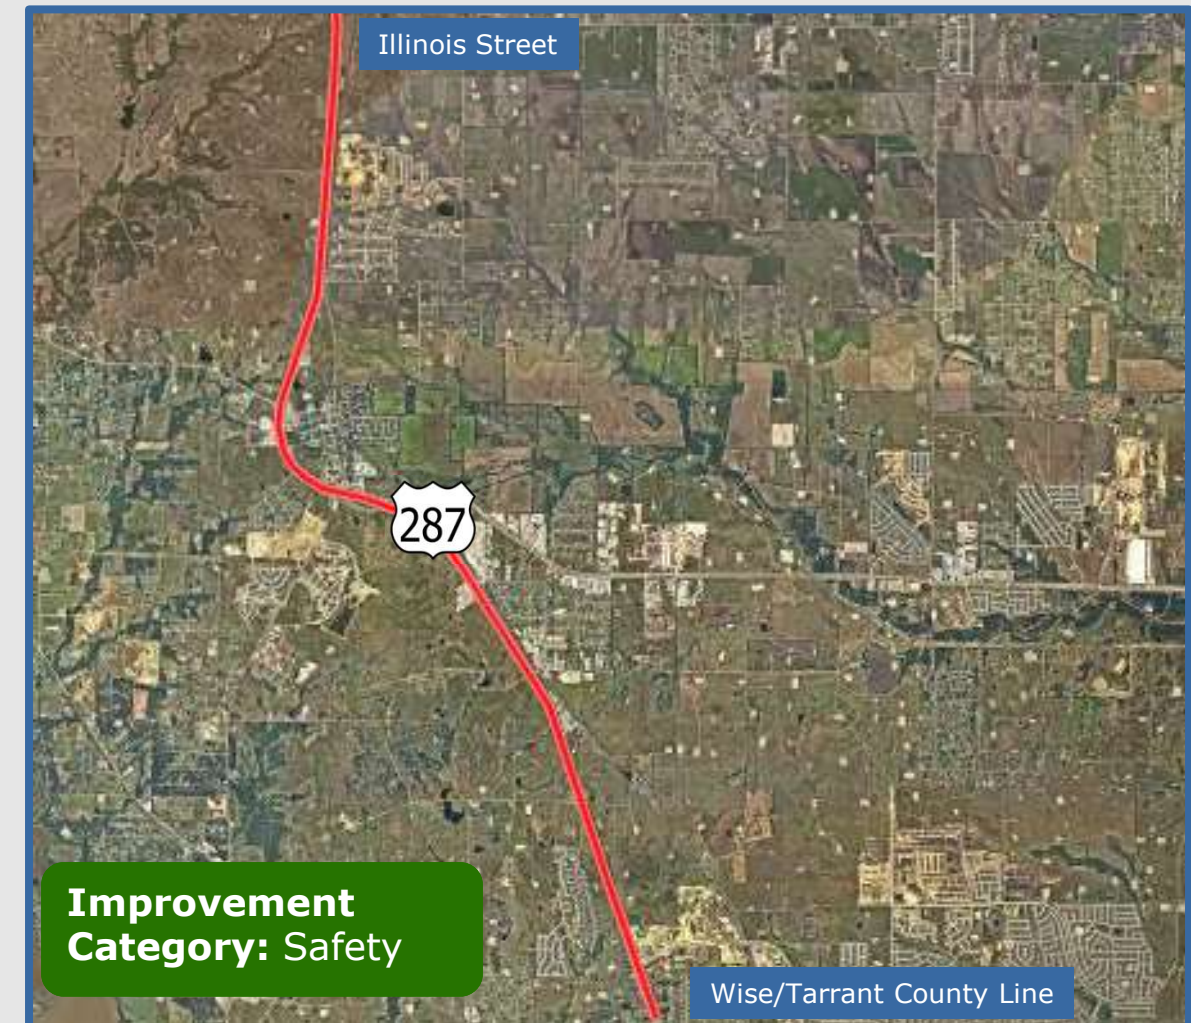 Illinois Street
287
Improvement
Category: Safety
Wise/Tarrant County Line